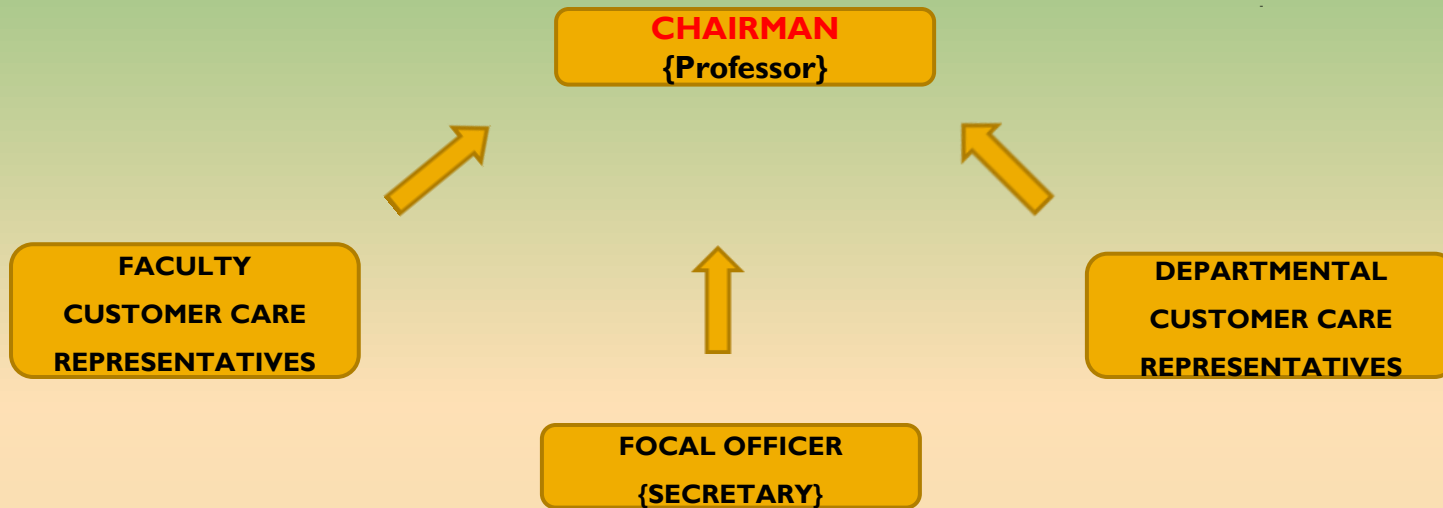 CHAIRMAN
{Professor}
FACULTY
CUSTOMER CARE
REPRESENTATIVES
DEPARTMENTAL
CUSTOMER CARE
REPRESENTATIVES
FOCAL OFFICER
{SECRETARY}